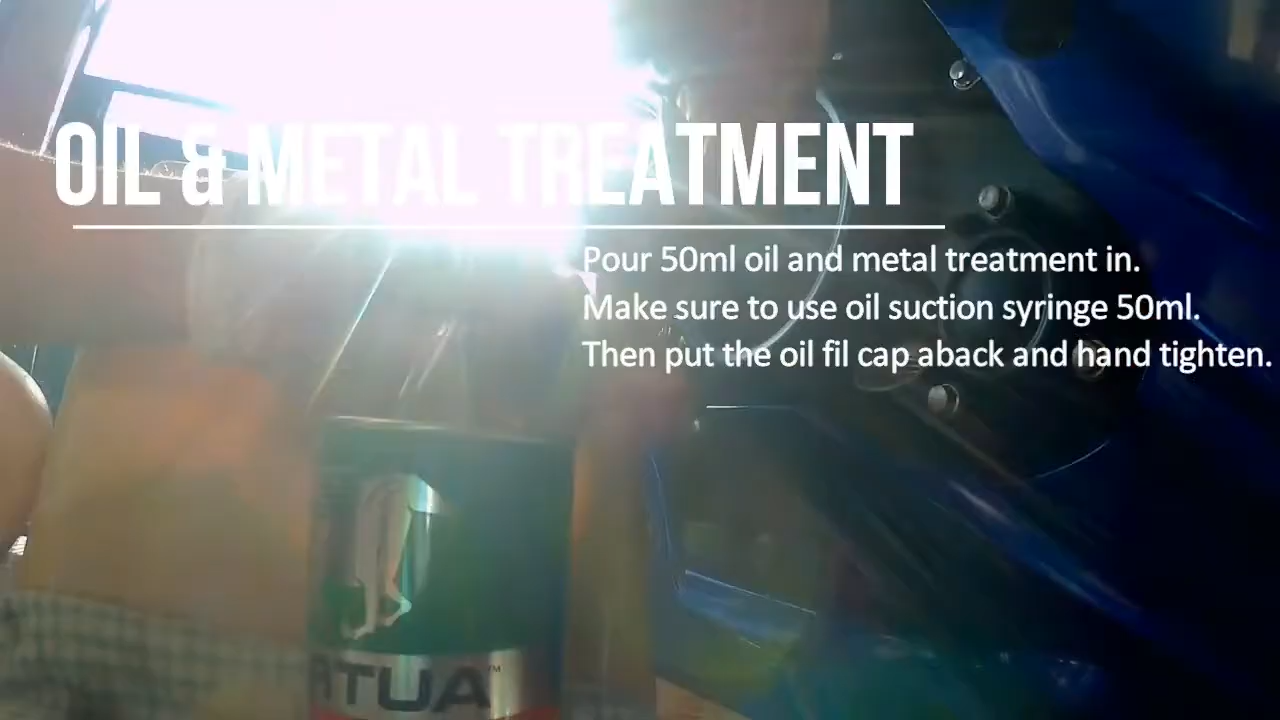 OIL & METAL TREATMENT
Pour 50ml oil and metal treatment in.
Make sure to use oil suction syringe 50ml.
Then put the oil fil cap aback and hand tighten.
TUA™